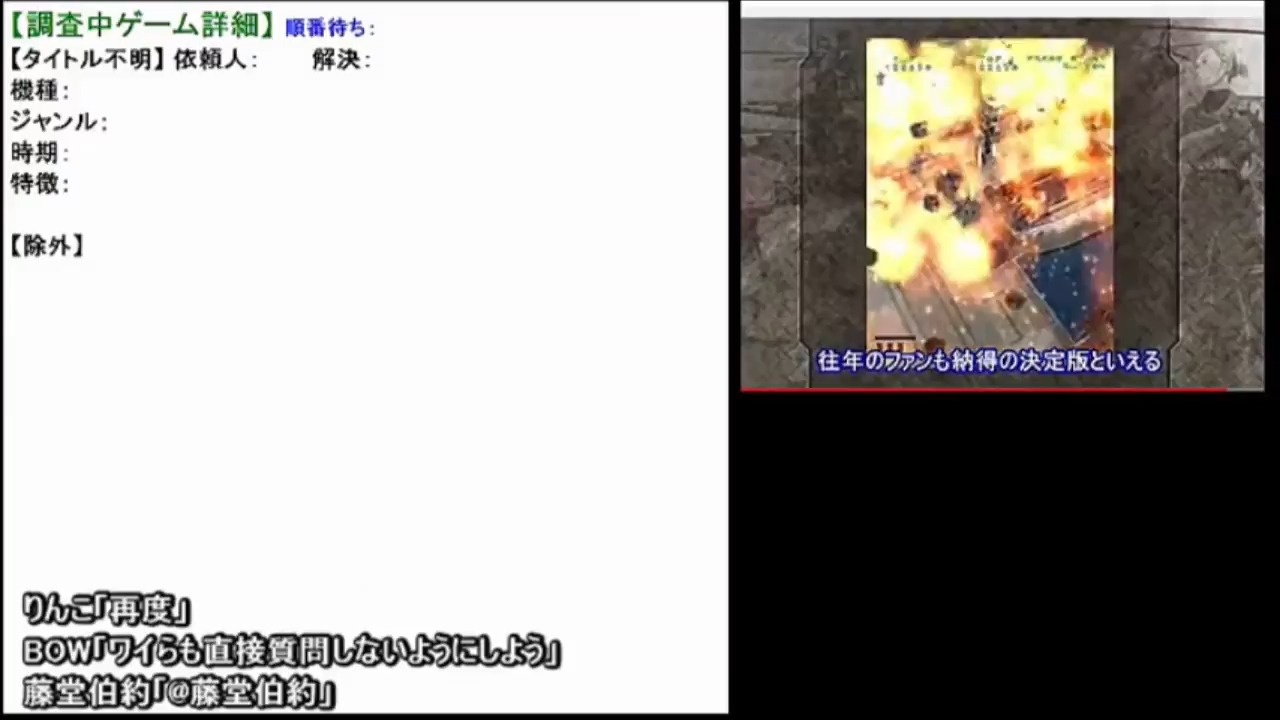 【調査中ゲーム詳細】 順番待ち:
【タイトル不明】 依頼人: 解決:
機種:
ジャンル:
時期:
特徴:
【除外】
往年のファンも納得の決定版といえる
りんこ「再度」
BOW「ワイらも直接質問しないようにしよう」
藤堂伯約「@藤堂伯約」